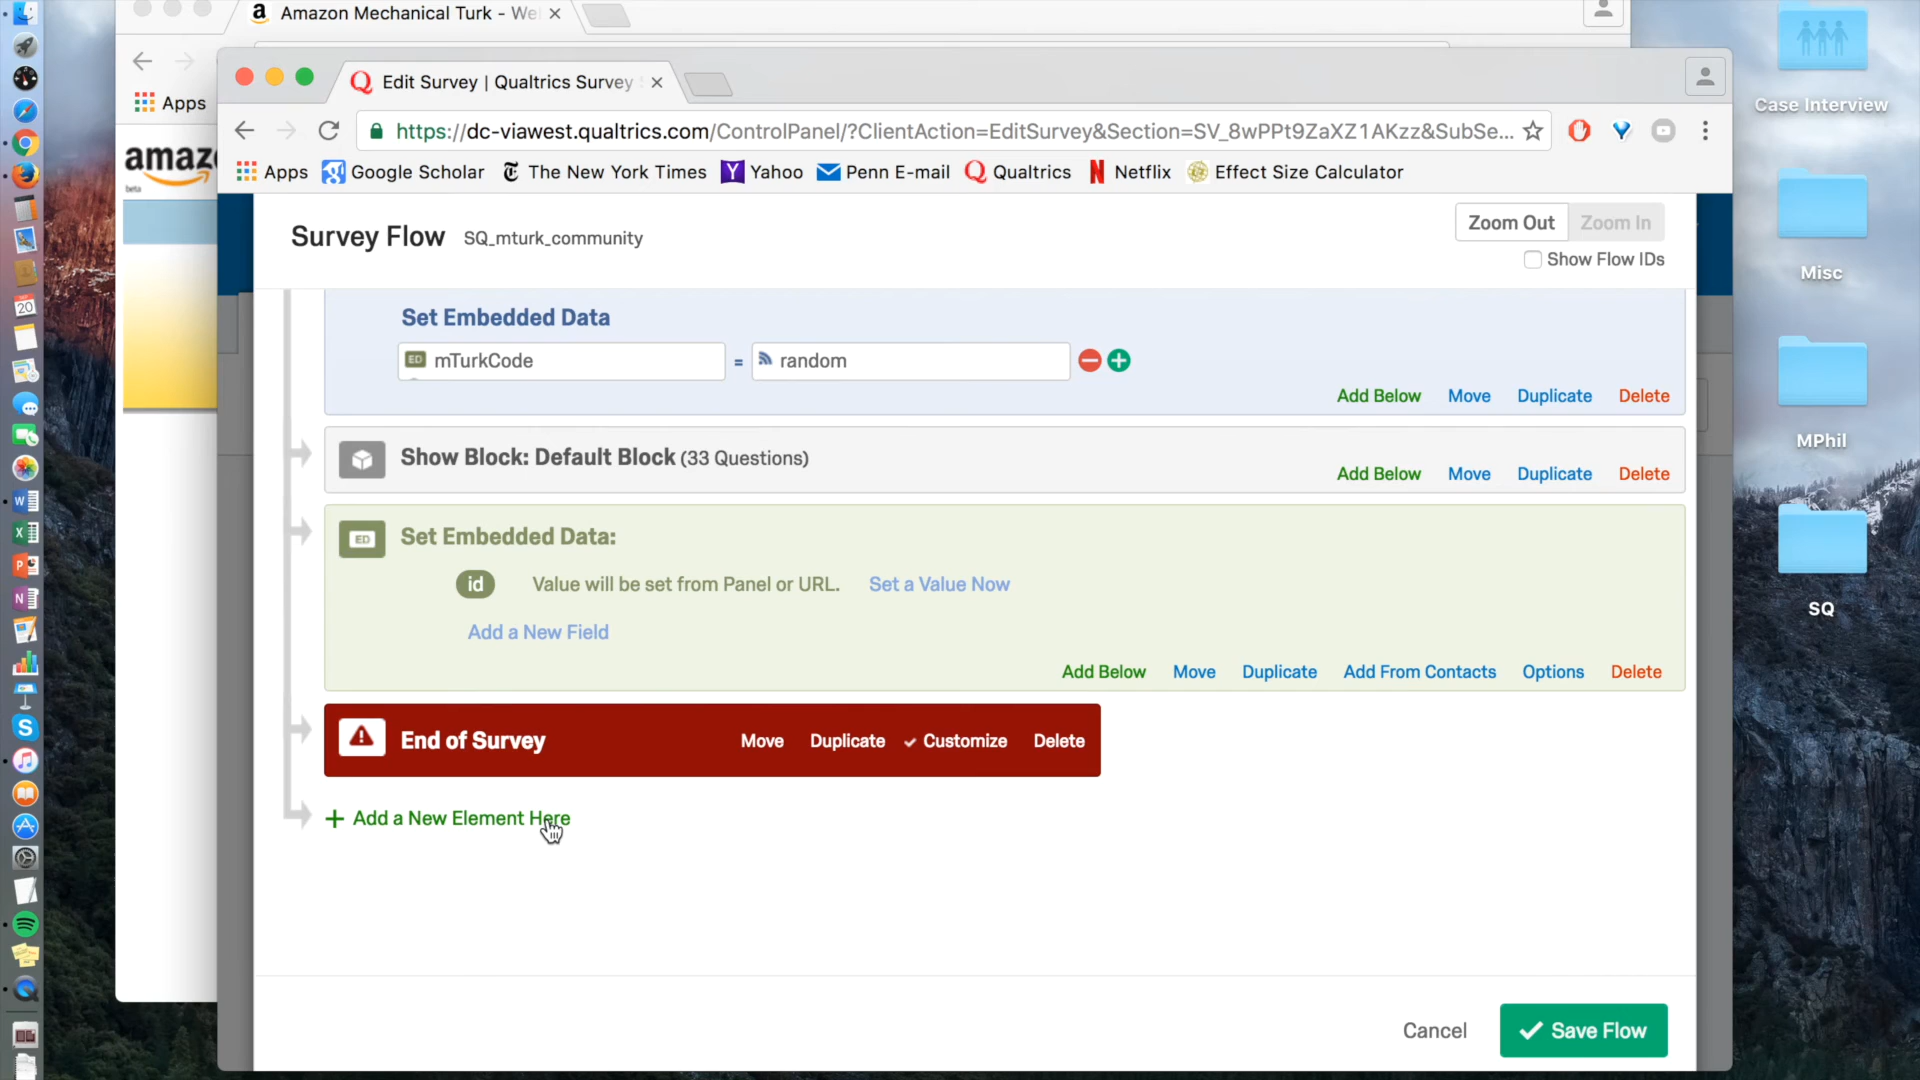 Amazon Mechanical Turk - We
Apps
amaz
beta
Edit Survey | Qualtrics Survey
https://dc-viawest.qualtrics.com/ControlPanel/?ClientAction=EditSurvey&Section=SV_8wPPt9ZaXZ1AKzz&SubSe...
Apps Google Scholar The New York Times Yahoo Penn E-mail Qualtrics Netflix Effect Size Calculator
Survey Flow SQ_mturk_community
Zoom Out Zoom In
Show Flow IDs
Set Embedded Data
ED mTurkCode = random
Add Below Move Duplicate Delete
Show Block: Default Block (33 Questions)
Add Below Move Duplicate Delete
ED Set Embedded Data:
id Value will be set from Panel or URL. Set a Value Now
Add a New Field
Add Below Move Duplicate Add From Contacts Options Delete
End of Survey Move Duplicate Customize Delete
Add a New Element Here
Cancel Save Flow
Case Interview
Misc
MPhil
SQ
20